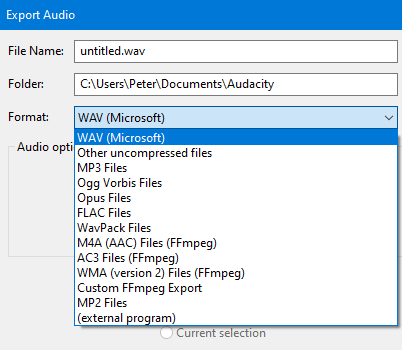 Export Audio
File Name: untitled.wav
Folder: C:\Users\Peter\Documents\Audacity
Format: WAV (Microsoft)
WAV (Microsoft)
Other uncompressed files
Audio opti
MP3 Files
Ogg Vorbis Files
Opus Files
FLAC Files
WavPack Files
M4A (AAC) Files (FFmpeg)
AC3 Files (FFmpeg)
WMA (version 2) Files (FFmpeg)
Custom FFmpeg Export
MP2 Files
(external program)
Current selection